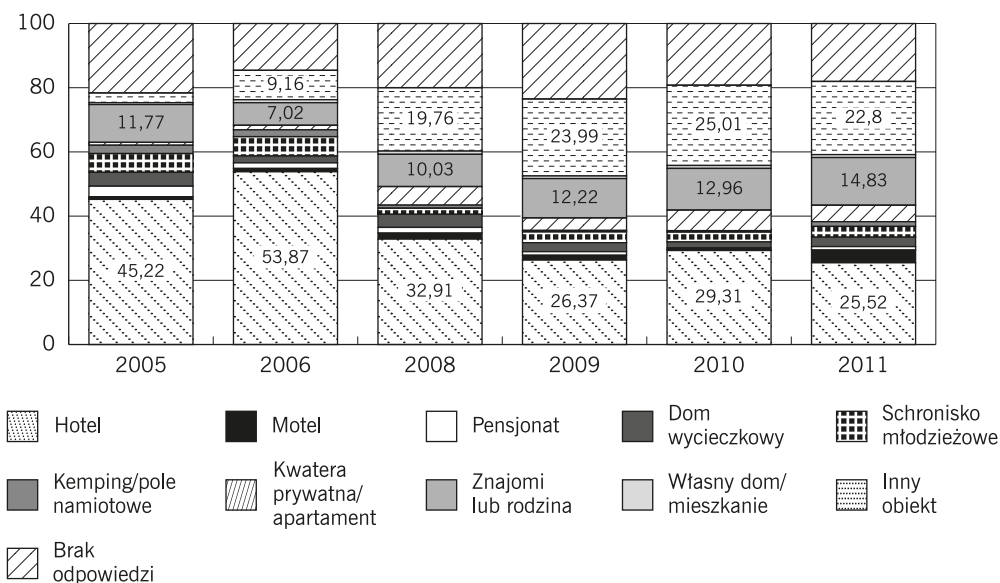 100
80
60
40
20
0
11,77
45,22
9,16
7,02
53,87
19,76
10,03
32,91
23,99
12,22
26,37
25,01
12,96
29,31
22,8
14,83
25,52
2005 2006 2008 2009 2010 2011
Hotel
Motel
Pensjonat
Dom
wycieczkowy
Schronisko
młodzieżowe
Kemping/pole
namiotowe
Kwatera
prywatna/
apartament
Znajomi
lub rodzina
Własny dom/
mieszkanie
Inny
obiekt
Brak
odpowiedzi